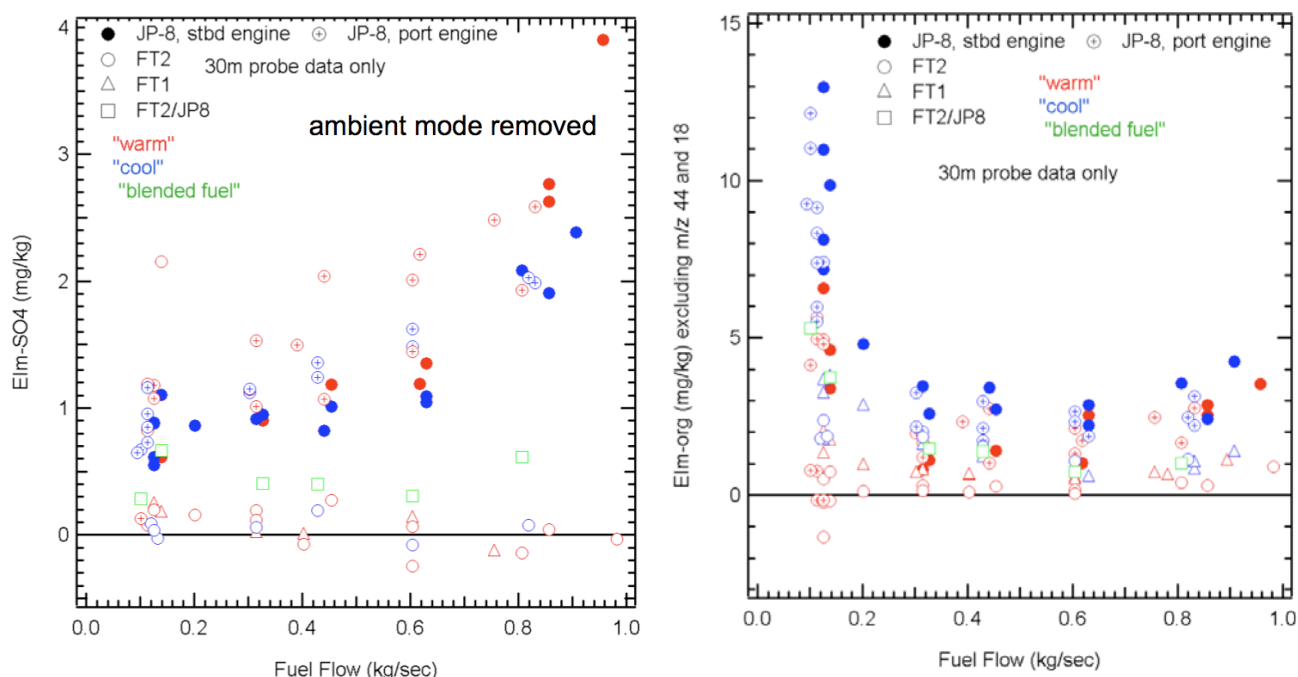 JP-8, stbd engine JP-8, port engine
FT2
30m probe data only
FT1
FT2/JP8
ambient mode removed
"warm"
"cool"
"blended fuel"
EIm-SO4 (mg/kg)
4
3
2
1
0
0.0 0.2 0.4 0.6 0.8 1.0
Fuel Flow (kg/sec)
JP-8, stbd engine JP-8, port engine
FT2
FT1
"warm"
FT2/JP8
"cool"
"blended fuel"
30m probe data only
EIm-org (mg/kg) excluding m/z 44 and 18
15
10
5
0
0.0 0.2 0.4 0.6 0.8 1.0
Fuel Flow (kg/sec)